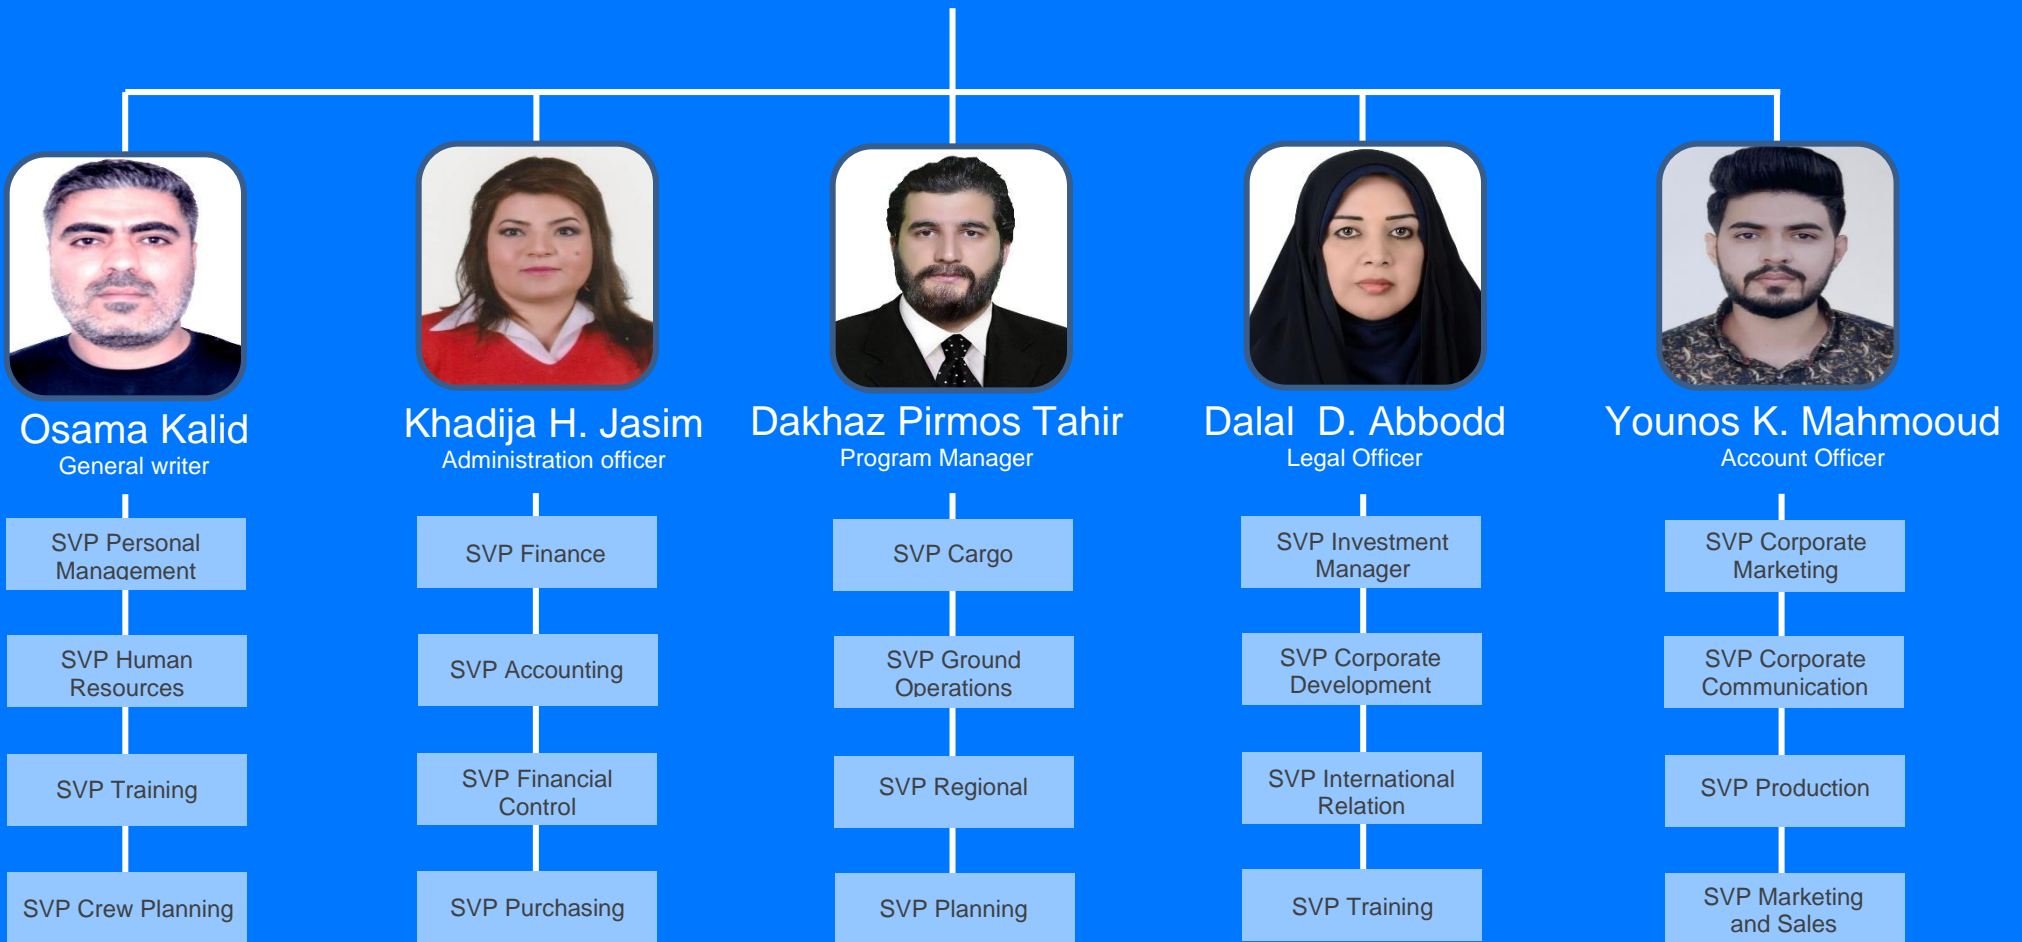 Osama Kalid
General writer
Khadija H. Jasim
Administration officer
Dakhaz Pirmos Tahir
Program Manager
Dalal D. Abbodd
Legal Officer
Younos K. Mahmooud
Account Officer
SVP Personal
Management
SVP Finance
SVP Cargo
SVP Investment
Manager
SVP Corporate
Marketing
SVP Human
Resources
SVP Accounting
SVP Ground
Operations
SVP Corporate
Development
SVP Corporate
Communication
SVP Training
SVP Financial
Control
SVP Regional
SVP International
Relation
SVP Production
SVP Crew Planning
SVP Purchasing
SVP Planning
SVP Training
SVP Marketing
and Sales